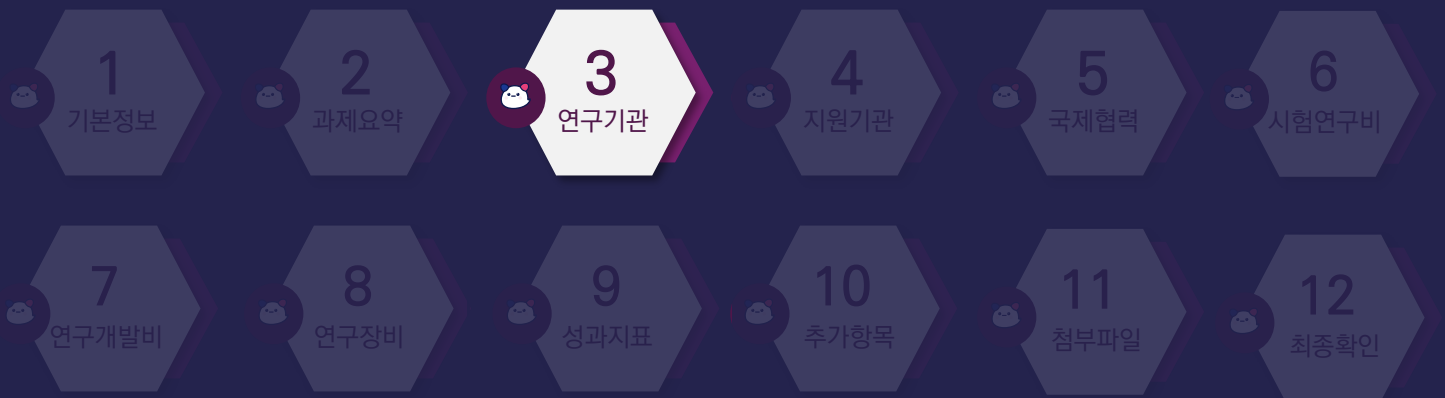 1
기본정보
2
과제요약
3
연구기관
4
지원기관
5
국제협력
6
시험연구비
7
연구개발비
8
연구장비
9
성과지표
10
추가항목
11
첨부파일
12
최종확인